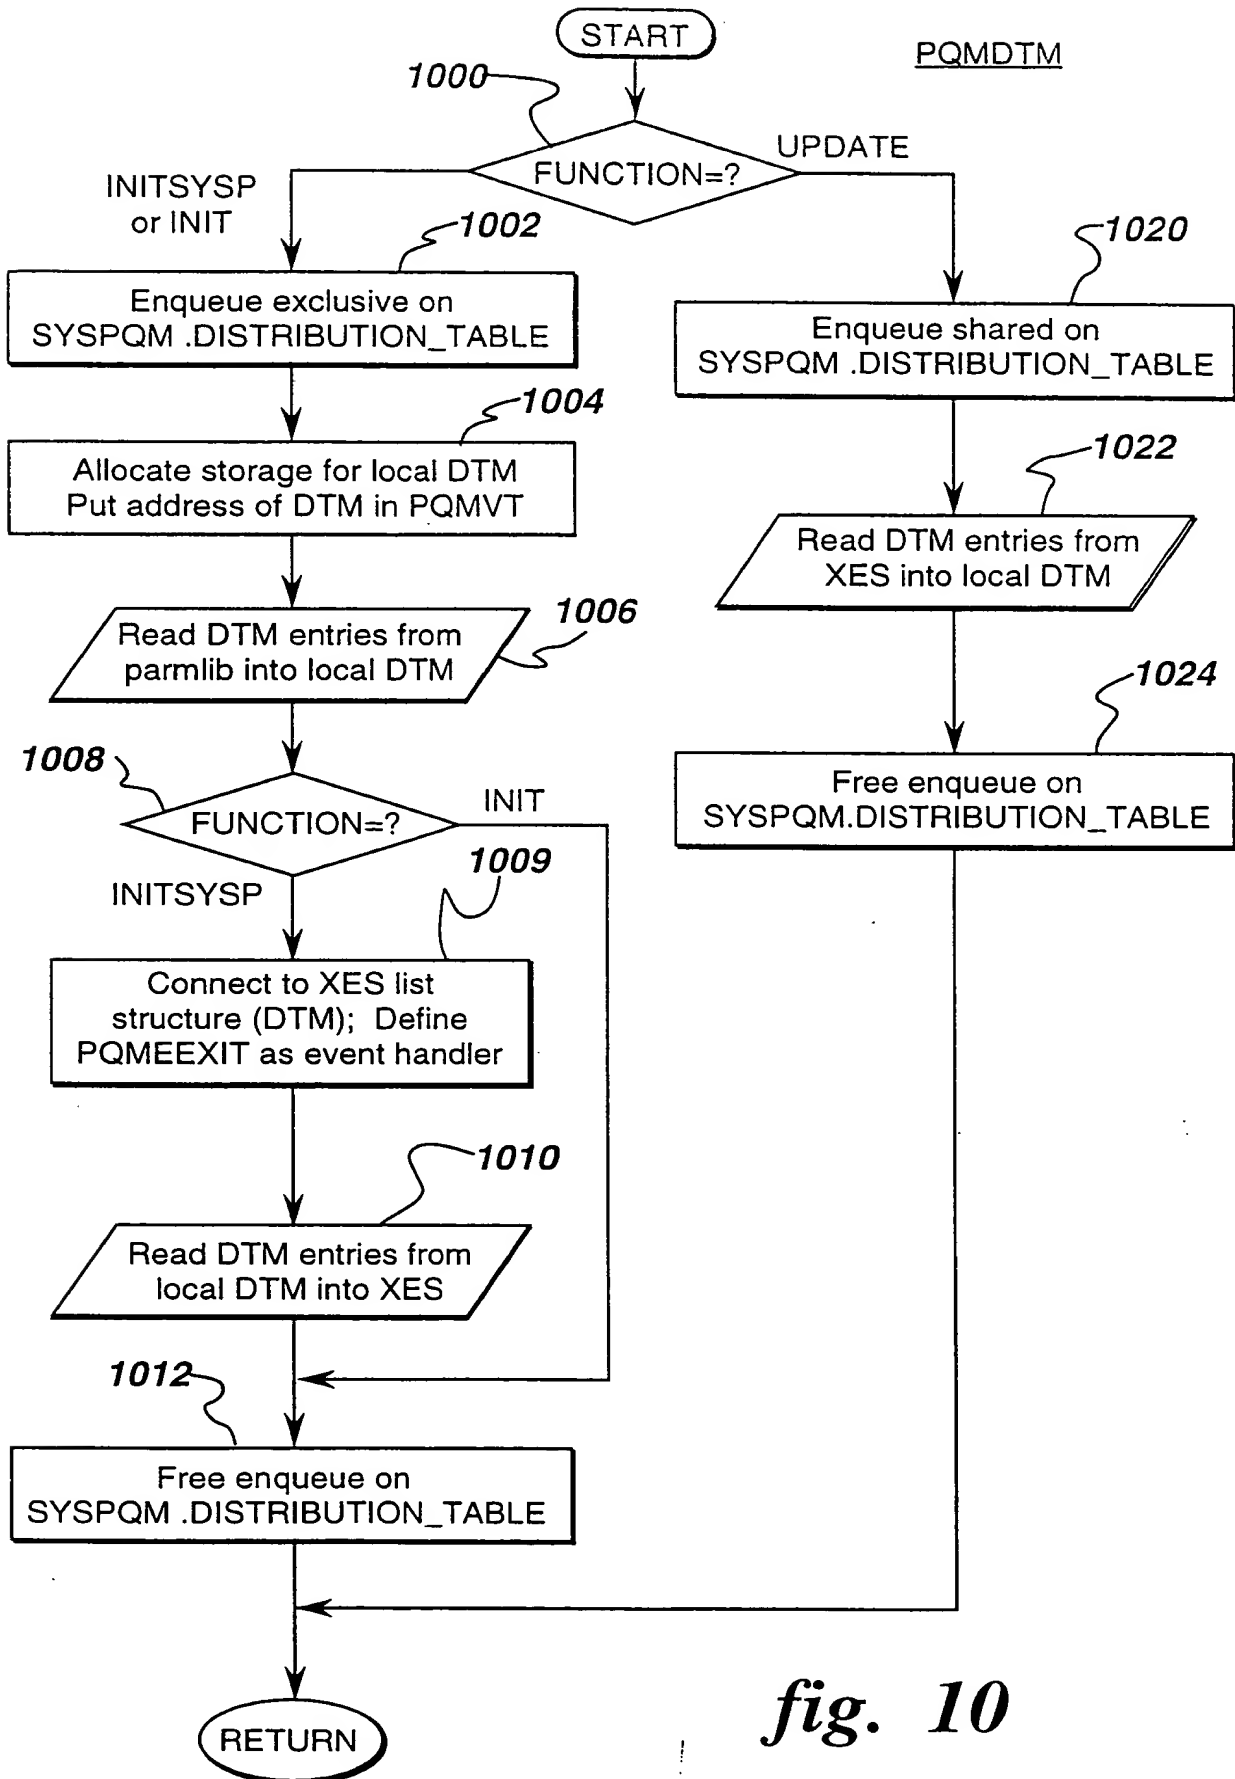 START
PQMDTM
1000
FUNCTION=?
UPDATE
INITSYSP
or INIT
1002
Enqueue exclusive on
SYSPQM .DISTRIBUTION_TABLE
1004
Allocate storage for local DTM
Put address of DTM in PQMVT
1006
Read DTM entries from
parmlib into local DTM
1008
FUNCTION=?
INIT
INITSYSP
1009
Connect to XES list
structure (DTM); Define
PQMEEXIT as event handler
1010
Read DTM entries from
local DTM into XES
1012
Free enqueue on
SYSPQM .DISTRIBUTION_TABLE
1020
Enqueue shared on
SYSPQM .DISTRIBUTION_TABLE
1022
Read DTM entries from
XES into local DTM
1024
Free enqueue on
SYSPQM.DISTRIBUTION_TABLE
RETURN
fig. 10